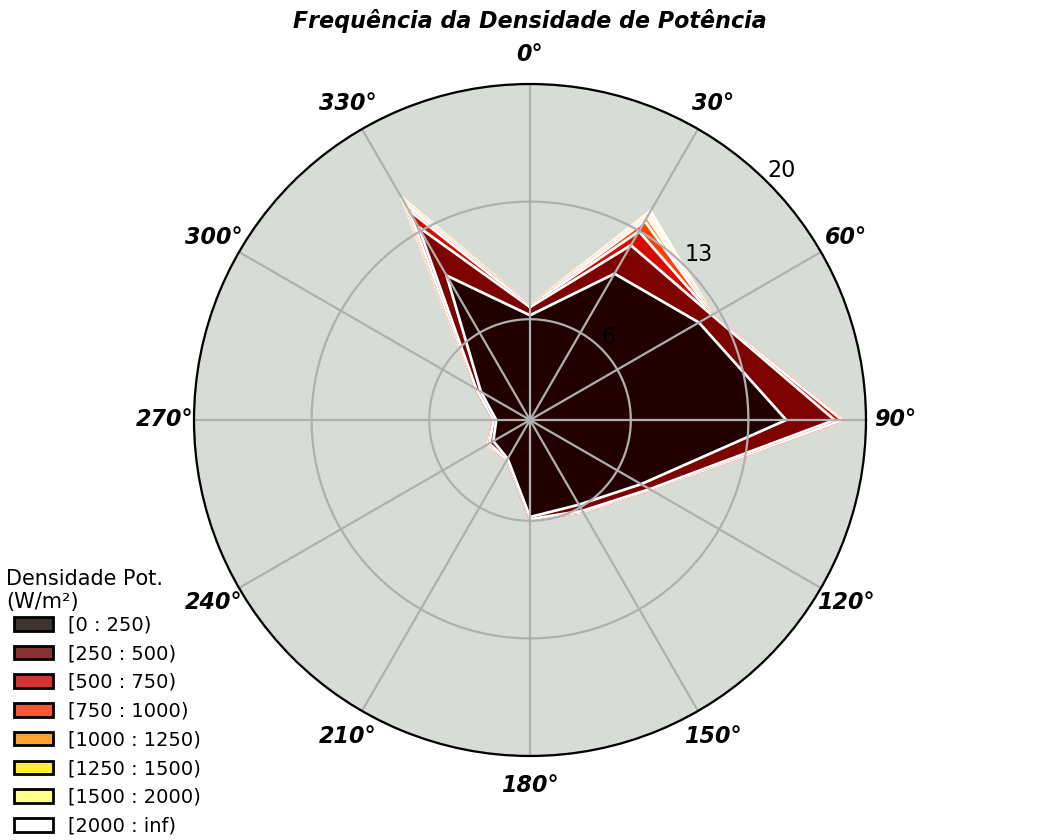 Frequência da Densidade de Potência
0°
330°
30°
20
300°
60°
13
6
270°
90°
240°
120°
210°
150°
180°
Densidade Pot.
(W/m²)
[0 : 250)
[250 : 500)
[500 : 750)
[750 : 1000)
[1000 : 1250)
[1250 : 1500)
[1500 : 2000)
[2000 : inf)